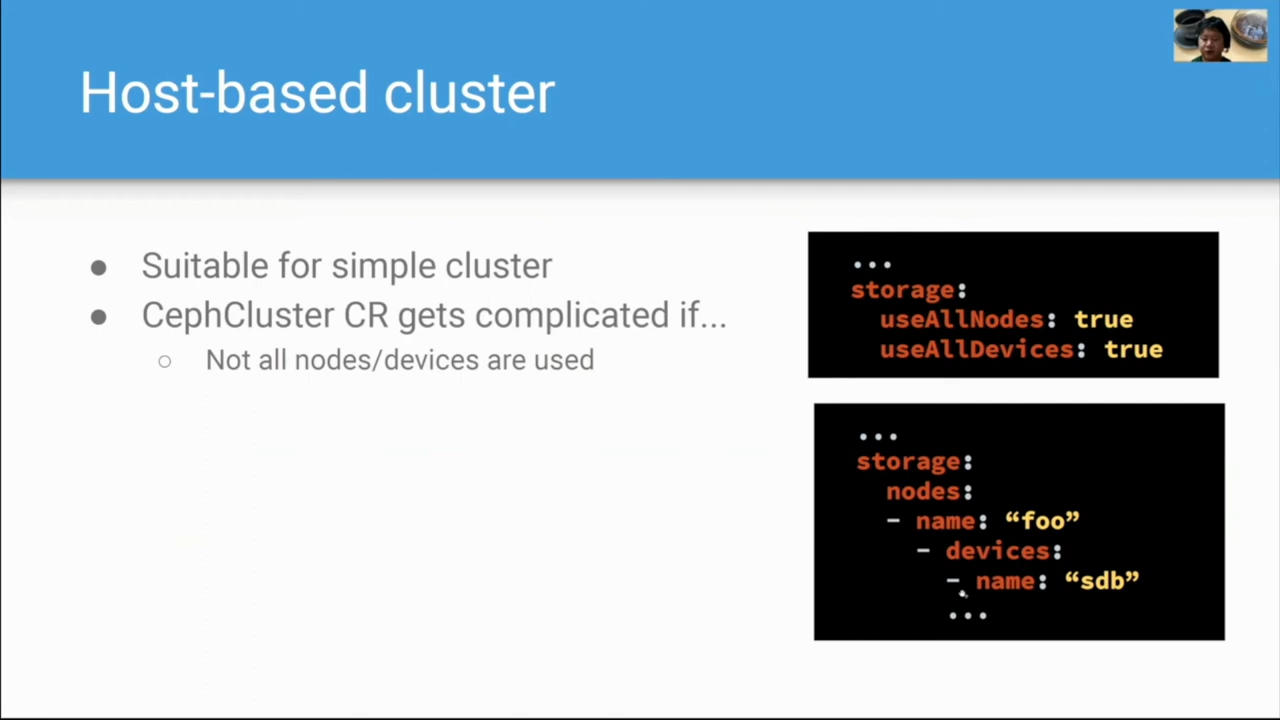 Host-based cluster
● Suitable for simple cluster
● CephCluster CR gets complicated if...
○ Not all nodes/devices are used
...
storage:
useAllNodes: true
useAllDevices: true
...
storage:
nodes:
- name: “foo”
- devices:
- name: “sdb”
...